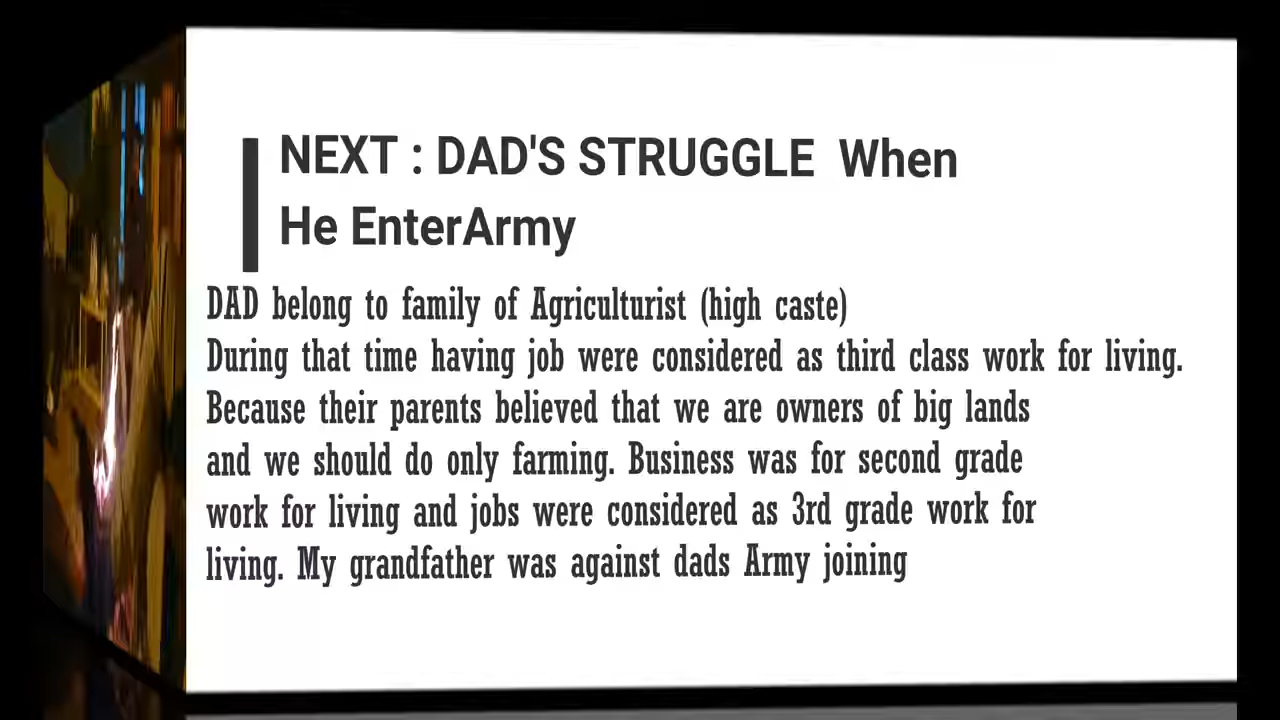 NEXT : DAD'S STRUGGLE When
He EnterArmy
DAD belong to family of Agriculturist (high caste)
During that time having job were considered as third class work for living.
Because their parents believed that we are owners of big lands
and we should do only farming. Business was for second grade
work for living and jobs were considered as 3rd grade work for
living. My grandfather was against dads Army joining